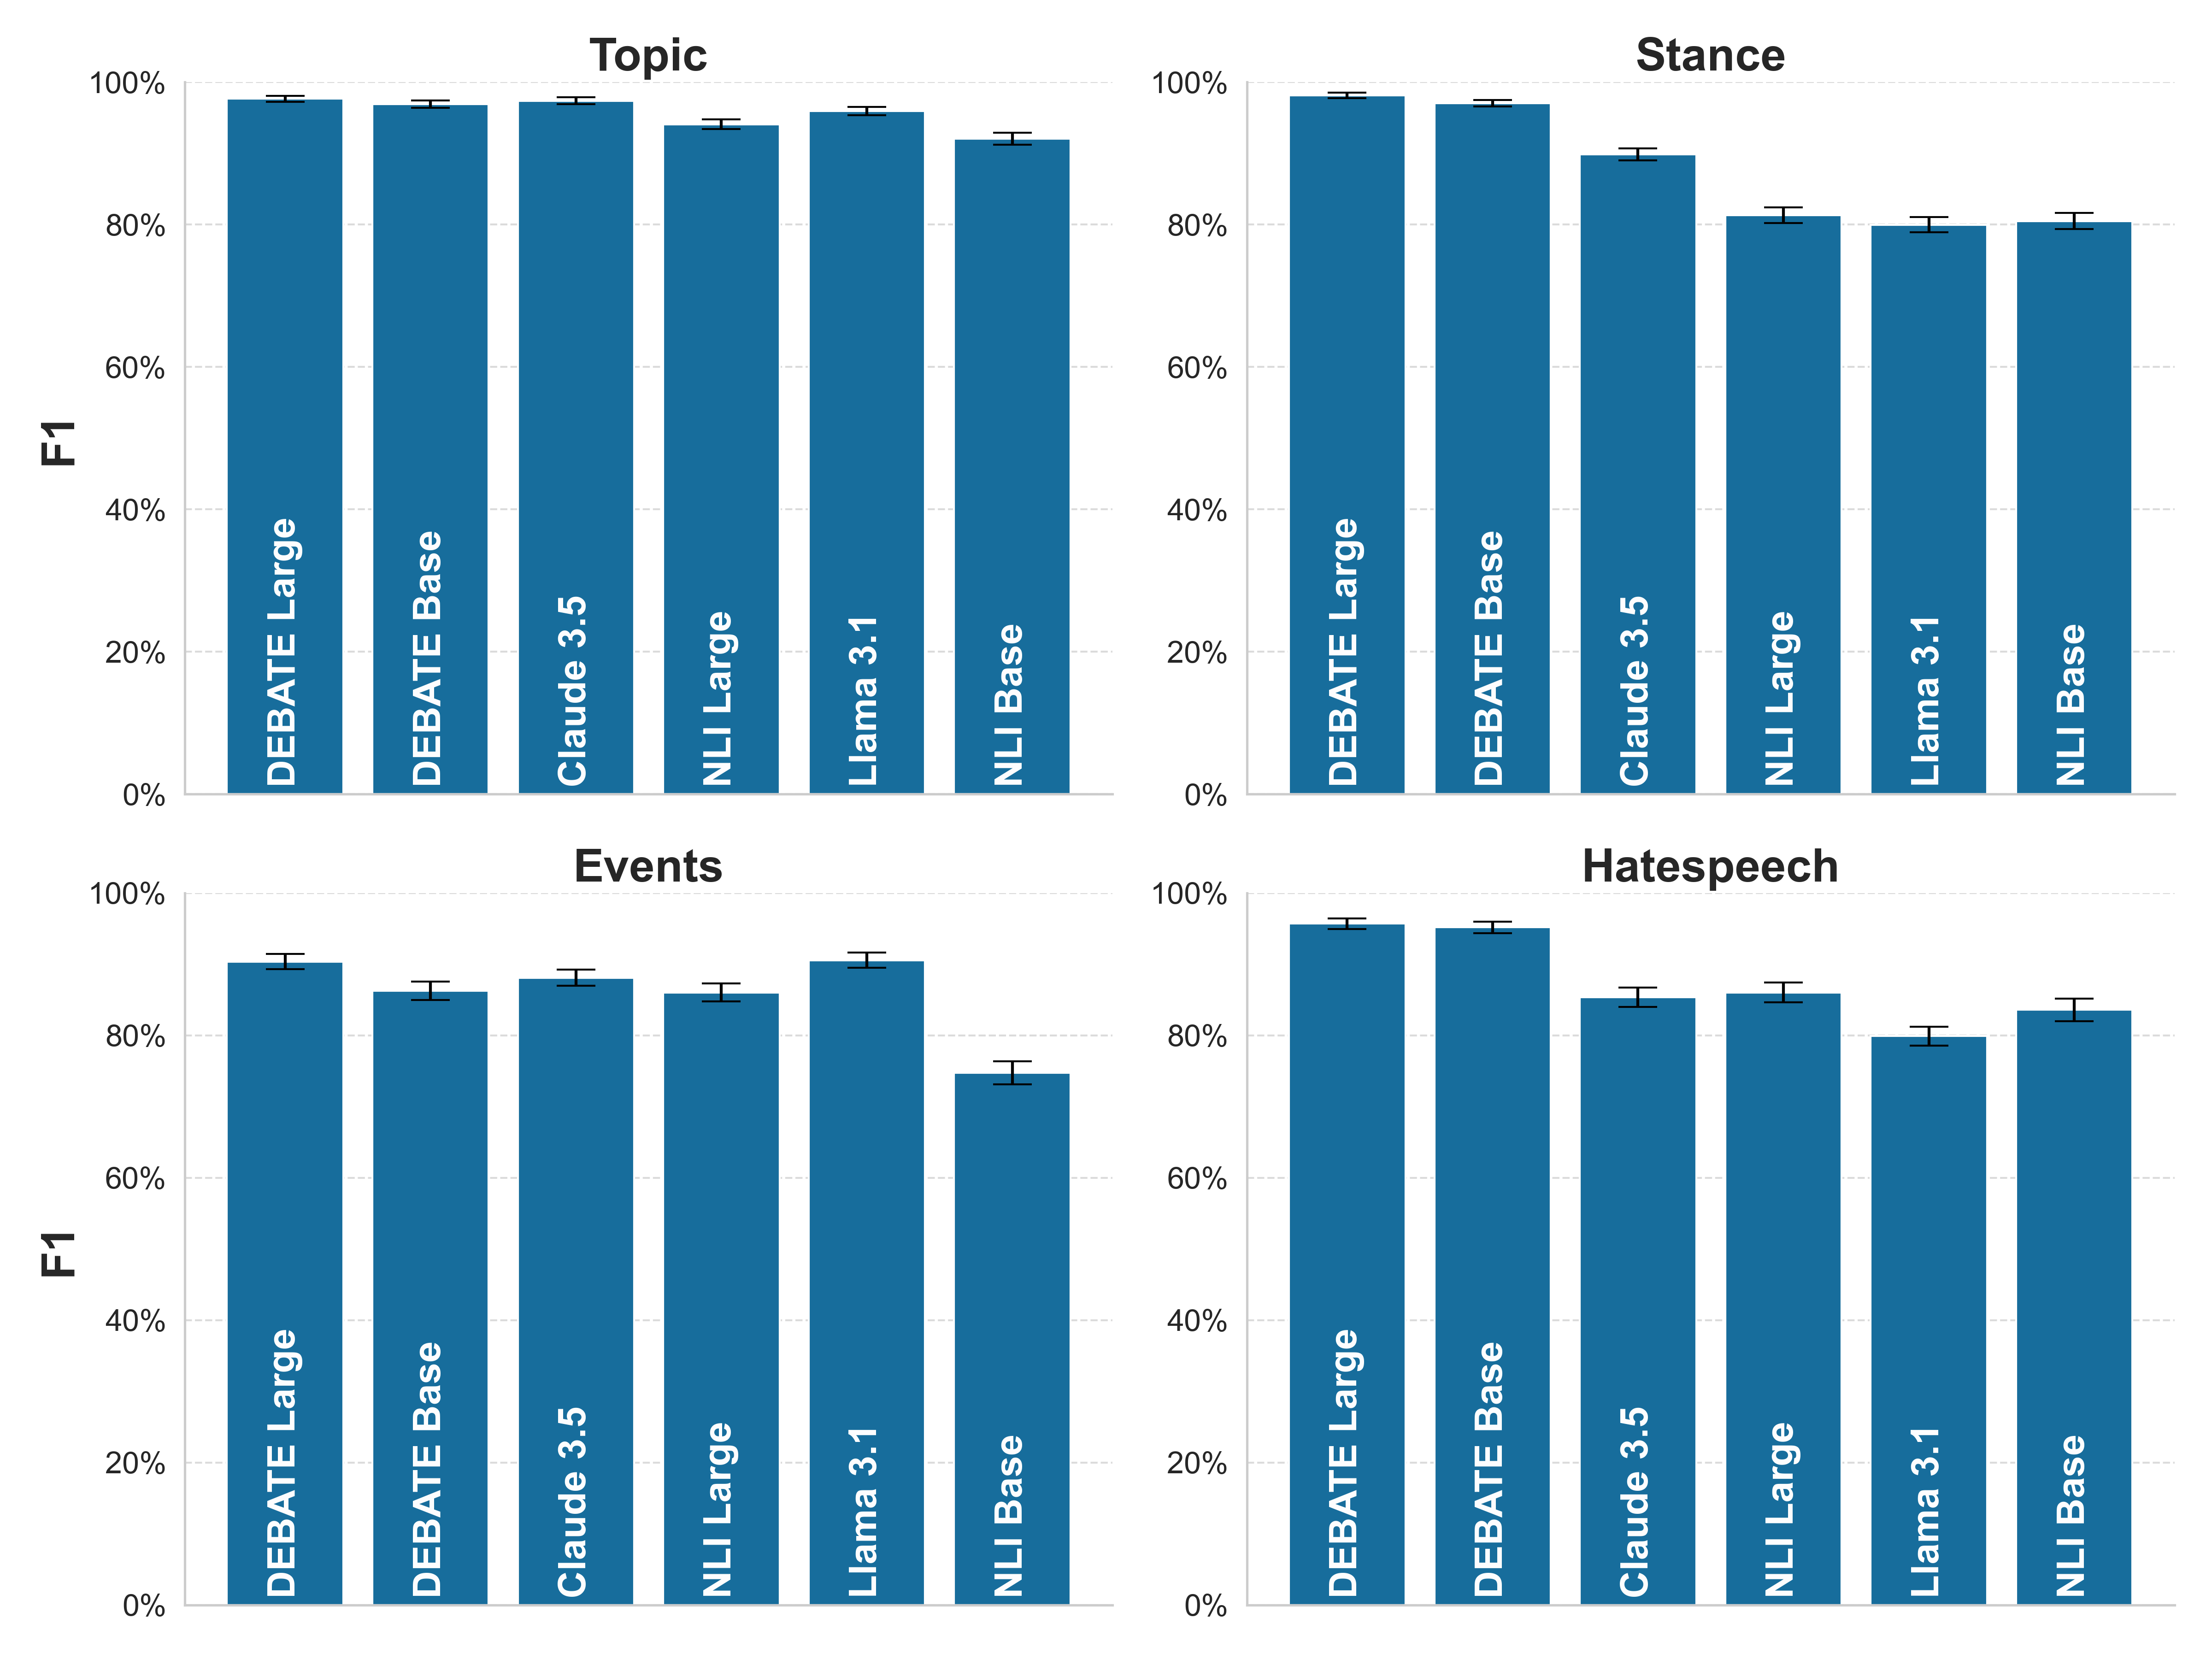 Topic
100%
80%
60%
40%
20%
0%
F1
DEBATE Large
DEBATE Base
Claude 3.5
NLI Large
Llama 3.1
NLI Base
Stance
100%
80%
60%
40%
20%
0%
DEBATE Large
DEBATE Base
Claude 3.5
NLI Large
Llama 3.1
NLI Base
Events
100%
80%
60%
40%
20%
0%
F1
DEBATE Large
DEBATE Base
Claude 3.5
NLI Large
Llama 3.1
NLI Base
Hatespeech
100%
80%
60%
40%
20%
0%
DEBATE Large
DEBATE Base
Claude 3.5
NLI Large
Llama 3.1
NLI Base